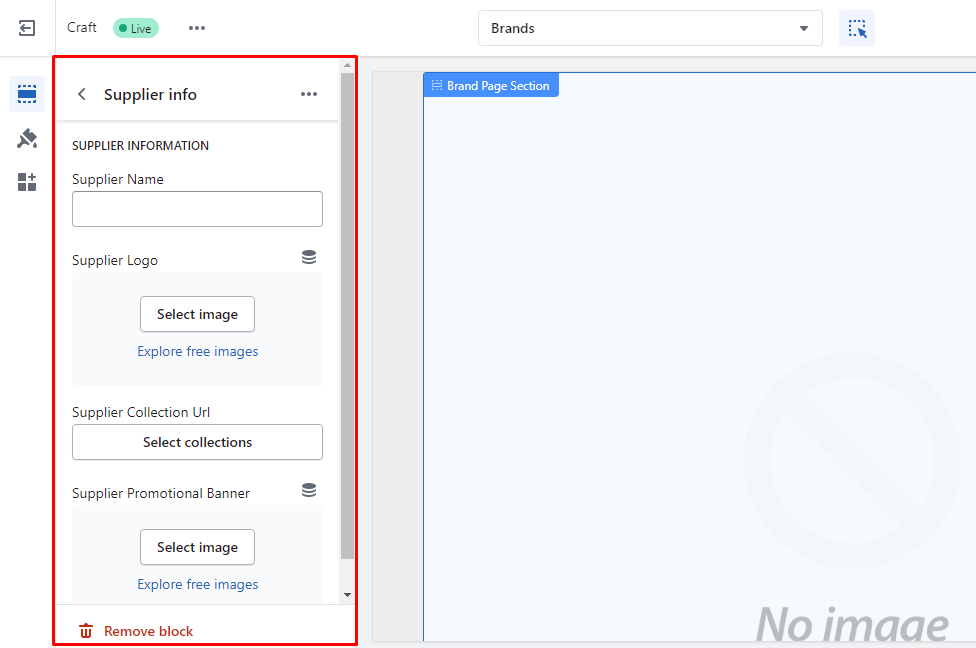 Craft
Live
Brands
Supplier info
SUPPLIER INFORMATION
Supplier Name
Supplier Logo
Select image
Explore free images
Supplier Collection Url
Select collections
Supplier Promotional Banner
Select image
Explore free images
Remove block
Brand Page Section
No image